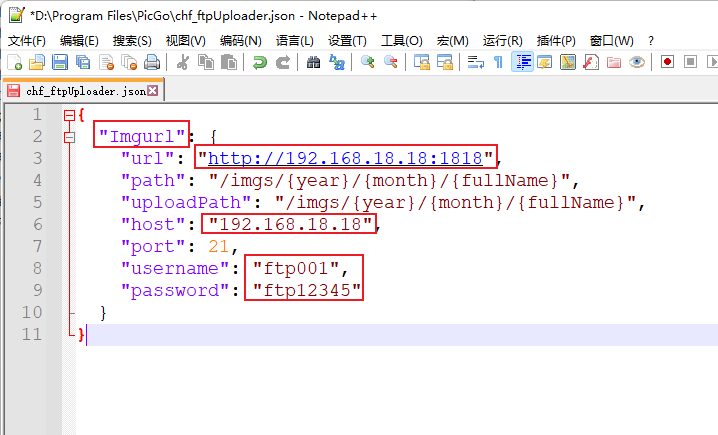 *D:\Program Files\PicGo\chf_ftpUploader.json - Notepad++
文件(F) 编辑(E) 搜索(S) 视图(V) 编码(N) 语言(L) 设置(T) 工具(O) 宏(M) 运行(R) 插件(P) 窗口(W) ?
chf_ftpUploader.json
1 {
2 "Imgurl": {
3 "url": "http://192.168.18.18:1818",
4 "path": "/imgs/{year}/{month}/{fullName}",
5 "uploadPath": "/imgs/{year}/{month}/{fullName}",
6 "host": "192.168.18.18",
7 "port": 21,
8 "username": "ftp001",
9 "password": "ftp12345"
10 }
11 }